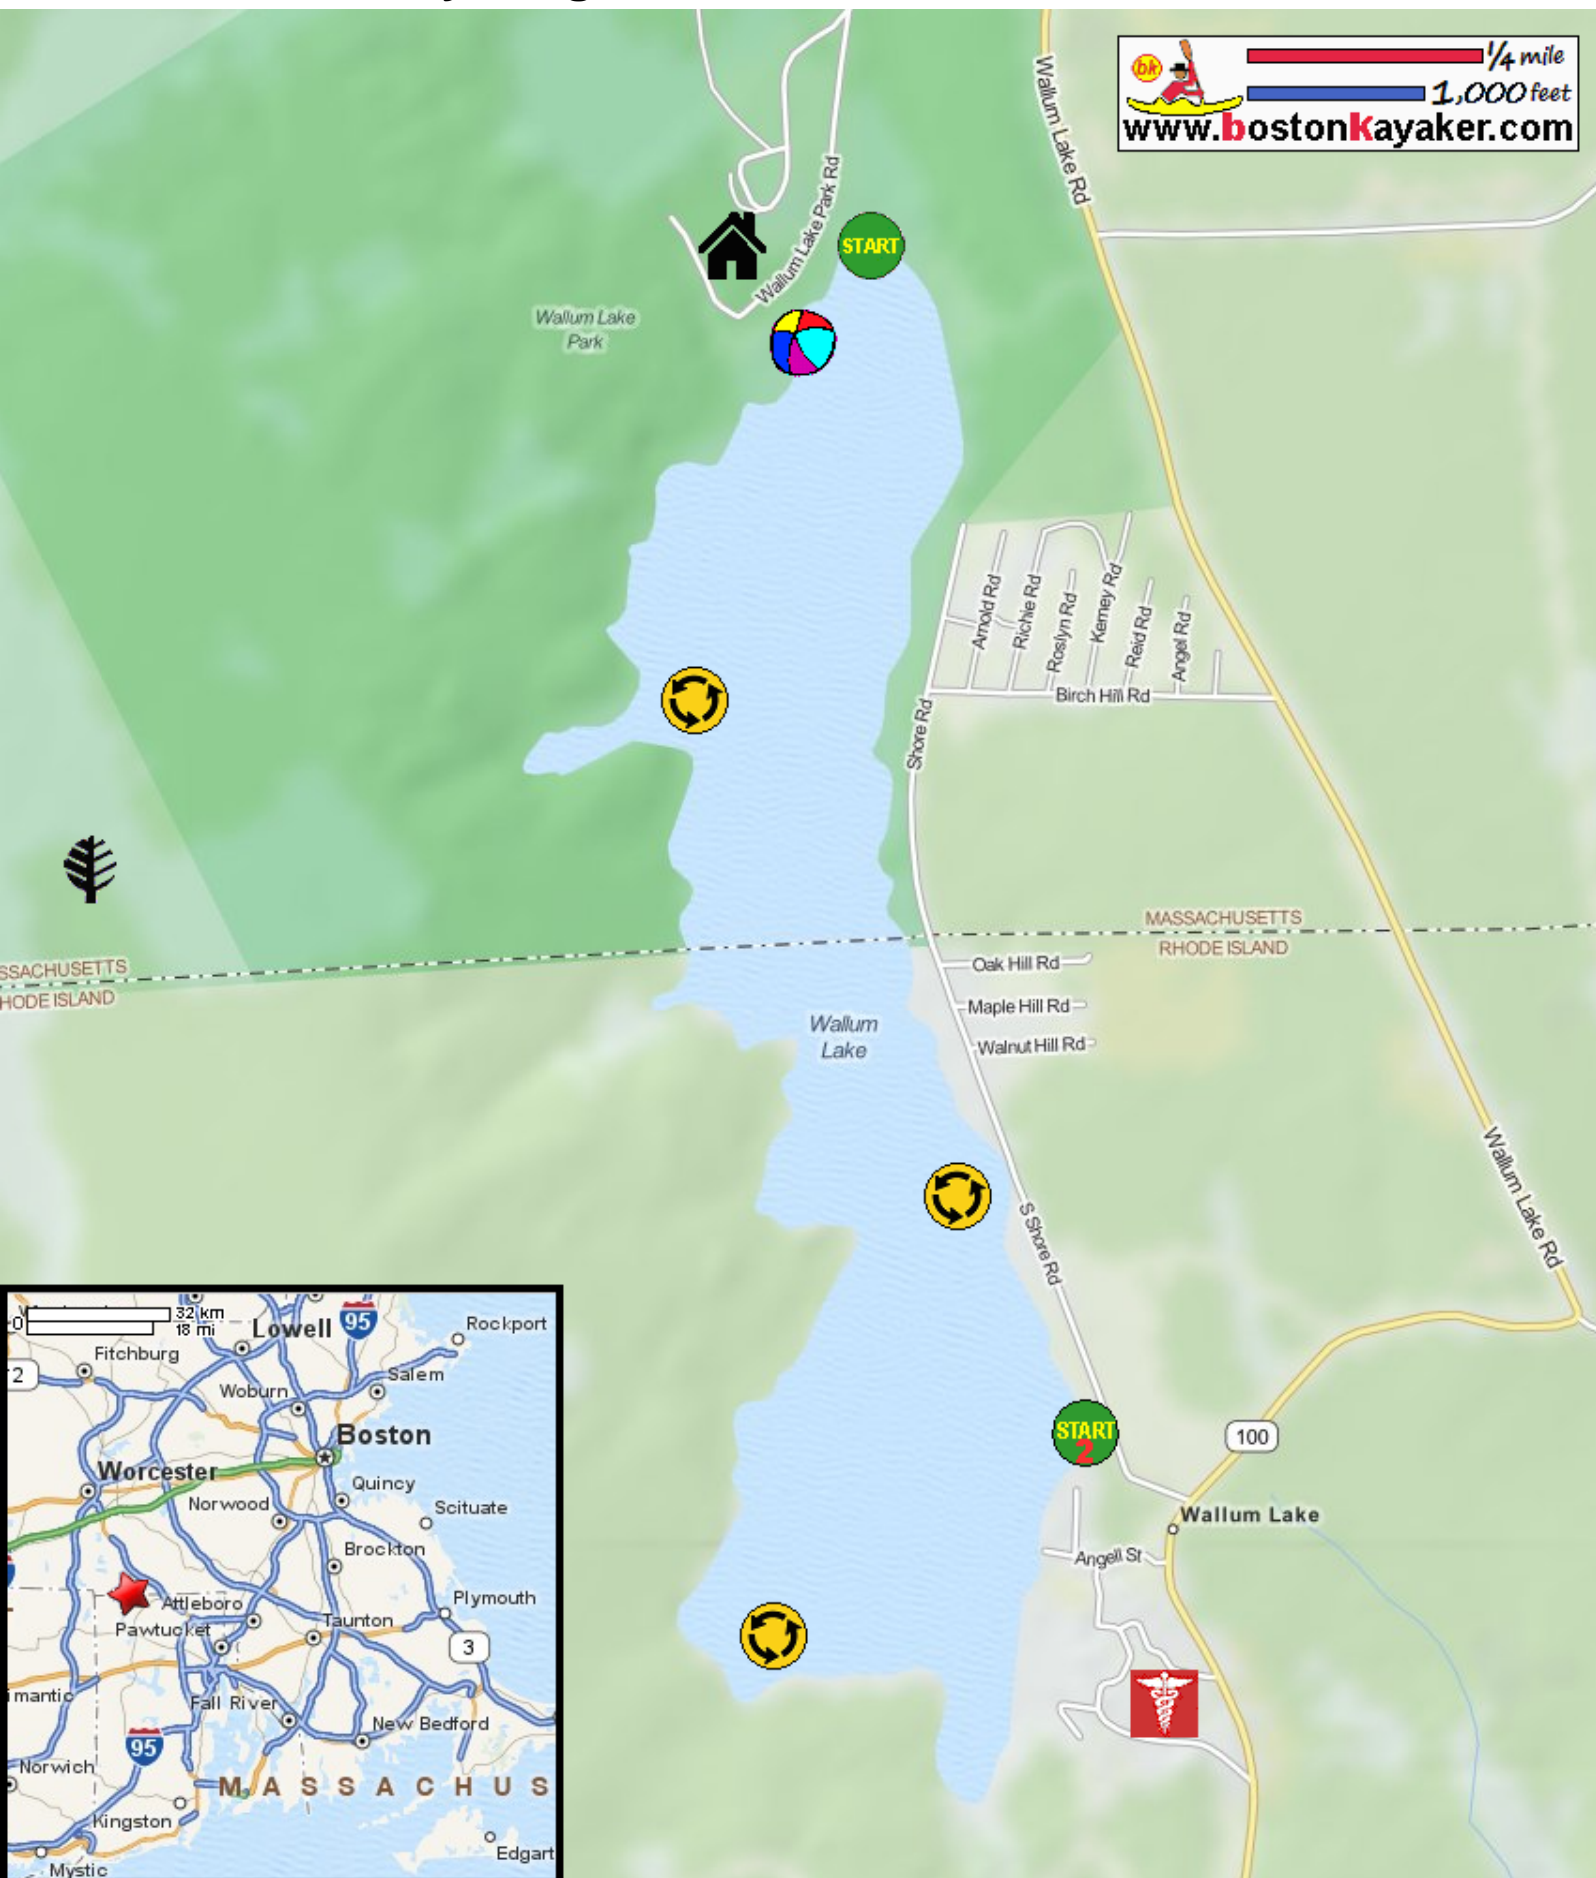 bk
1/4 mile
1,000 feet
www.bostonkayaker.com
Wallum Lake Rd
Wallum Lake Park Rd
START
Wallum Lake
Park
Arnold Rd
Richie Rd
Roslyn Rd
Kerney Rd
Reid Rd
Angel Rd
Birch Hill Rd
Shore Rd
MASSACHUSETTS
RHODE ISLAND
SSACHUSETTS
HODE ISLAND
Oak Hill Rd
Maple Hill Rd
Walnut Hill Rd
Wallum
Lake
Wallum Lake Rd
S Shore Rd
START
2
100
Wallum Lake
Angell St
0
32 km
18 mi
Lowell
95
Rockport
Fitchburg
2
Salem
Woburn
Boston
Worcester
Quincy
Norwood
Scituate
Brockton
Attleboro
Plymouth
Pawtucket
Taunton
3
imantic
Fall River
New Bedford
95
Norwich
MASSACHUS
Kingston
Edgart
Mystic